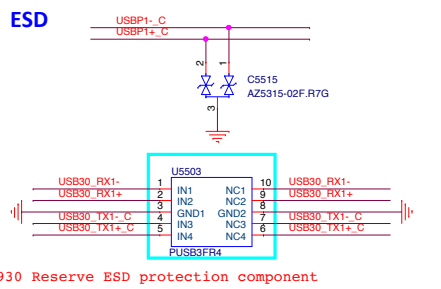 ESD
USBP1-_C
USBP1+_C
2 1
C5515
AZ5315-02F.R7G
3
U5503
USB30_RX1- 1 IN1 NC1 10 USB30_RX1-
USB30_RX1+ 2 IN2 NC2 9 USB30_RX1+
3 GND1 GND2 8
USB30_TX1-_C 4 IN3 NC3 7 USB30_TX1-_C
USB30_TX1+_C 5 IN4 NC4 6 USB30_TX1+_C
PUSB3FR4
930 Reserve ESD protection component